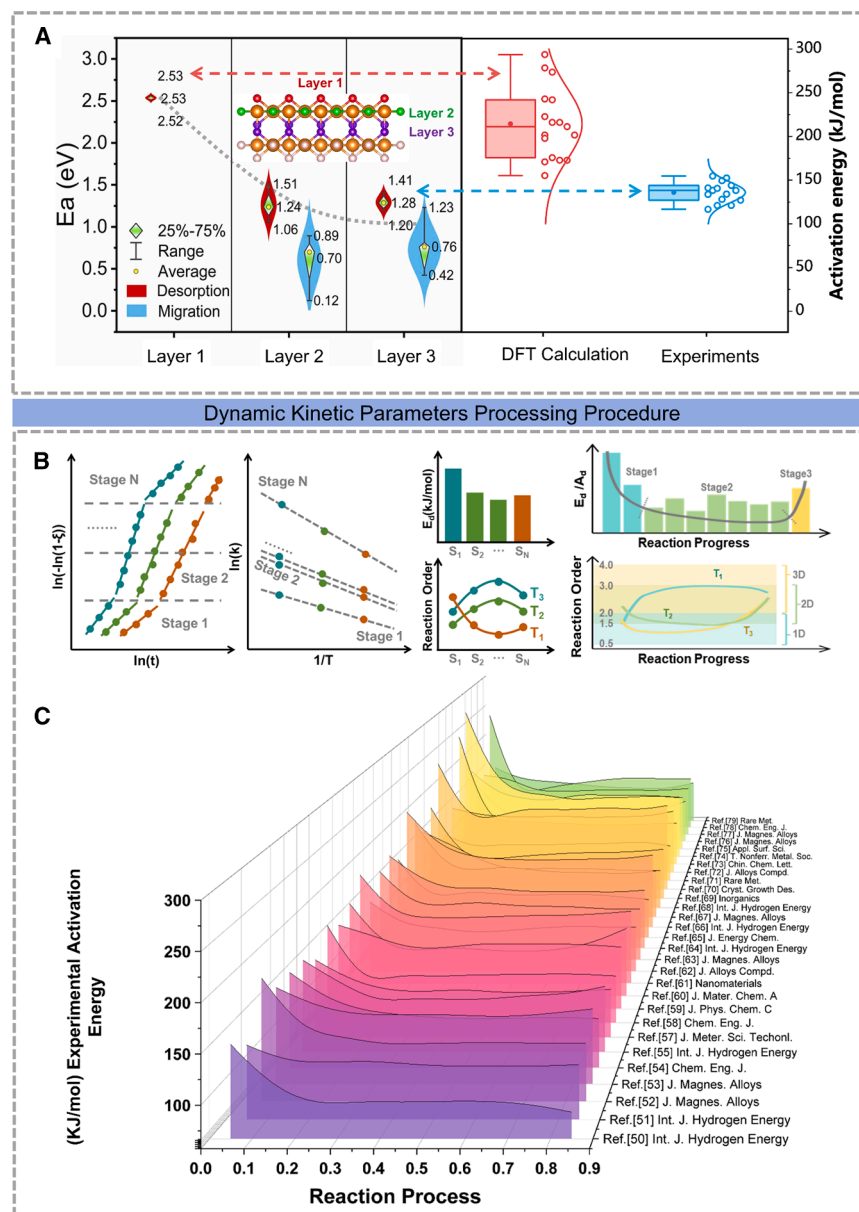 A
Ea (eV)
3.0
2.5
2.0
1.5
1.0
0.5
0.0
2.53
2.53
2.52
Layer 1
Layer 2
Layer 3
1.51
1.24
1.06
0.89
0.70
0.12
1.41
1.28
1.20
1.23
0.76
0.42
25%-75%
Range
Average
Desorption
Migration
Layer 1
Layer 2
Layer 3
DFT Calculation
Experiments
300
250
200
150
100
50
0
Activation energy (kJ/mol)
Dynamic Kinetic Parameters Processing Procedure
B
ln(-ln(1-ξ))
Stage N
Stage 2
Stage 1
ln(t)
ln(k)
Stage N
Stage 2
Stage 1
1/T
Ed(kJ/mol)
S1 S2 ... SN
Reaction Order
T3
T2
T1
S1 S2 ... SN
Ed /Ad
Stage1
Stage2
Stage3
Reaction Progress
Reaction Order
4.0
3.0
2.0
1.5
0.5
T1
T2
T3
3D
2D
1D
Reaction Progress
C
(KJ/mol) Experimental Activation
Energy
300
250
200
150
100
0.0 0.1 0.2 0.3 0.4 0.5 0.6 0.7 0.8 0.9
Reaction Process
Ref.[79] Rare Met.
Ref.[78] Chem. Eng. J.
Ref.[77] J. Magnes. Alloys
Ref.[76] J. Magnes. Alloys
Ref.[75] Appl. Surf. Sci.
Ref.[74] T. Nonferr. Metal. Soc.
Ref.[73] Chin. Chem. Lett.
Ref.[72] J. Alloys Compd.
Ref.[71] Rare Met.
Ref.[70] Cryst. Growth Des.
Ref.[69] Inorganics
Ref.[68] Int. J. Hydrogen Energy
Ref.[67] J. Magnes. Alloys
Ref.[66] Int. J. Hydrogen Energy
Ref.[65] J. Energy Chem.
Ref.[64] Int. J. Hydrogen Energy
Ref.[63] J. Magnes. Alloys
Ref.[62] J. Alloys Compd.
Ref.[61] Nanomaterials
Ref.[60] J. Mater. Chem. A
Ref.[59] J. Phys. Chem. C
Ref.[58] Chem. Eng. J.
Ref.[57] J. Meter. Sci. Techonl.
Ref.[55] Int. J. Hydrogen Energy
Ref.[54] Chem. Eng. J.
Ref.[53] J. Magnes. Alloys
Ref.[52] J. Magnes. Alloys
Ref.[51] Int. J. Hydrogen Energy
Ref.[50] Int. J. Hydrogen Energy